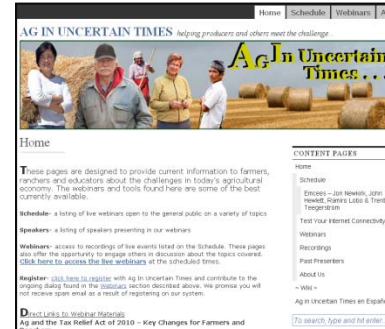 Home Schedule Webinars
AG IN UNCERTAIN TIMES helping producers and others meet the challenge
AgIn Uncertain
Times . . .
Home
These pages are designed to provide current information to farmers,
ranchers and educators about the challenges in today's agricultural
economy. The webinars and tools found here are some of the best
currently available.
Schedule- a listing of live webinars open to the general public on a variety of topics
Speakers- a listing of speakers presenting in our webinars
Webinars- access to recordings of live events listed on the Schedule. These pages
also offer the opportunity to engage others in discussion about the topics covered.
Click here to access the live webinars at the scheduled times.
Register- click here to register with Ag In Uncertain Times and contribute to the
ongoing dialog found in the Webinars section described above. We promise you will
not receive spam email as a result of registering on our system.
Direct Links to Webinar Materials
Ag and the Tax Relief Act of 2010 – Key Changes for Farmers and
CONTENT PAGES
Home
Schedule
Emcees – Jon Newkirk, John
Hewlett, Ramiro Lobo & Trent
Teegerstrom
Test Your Internet Connectivity
Webinars
Recordings
Past Presenters
About Us
~ Wiki ~
Ag in Uncertain Times en Españo
To search, type and hit enter